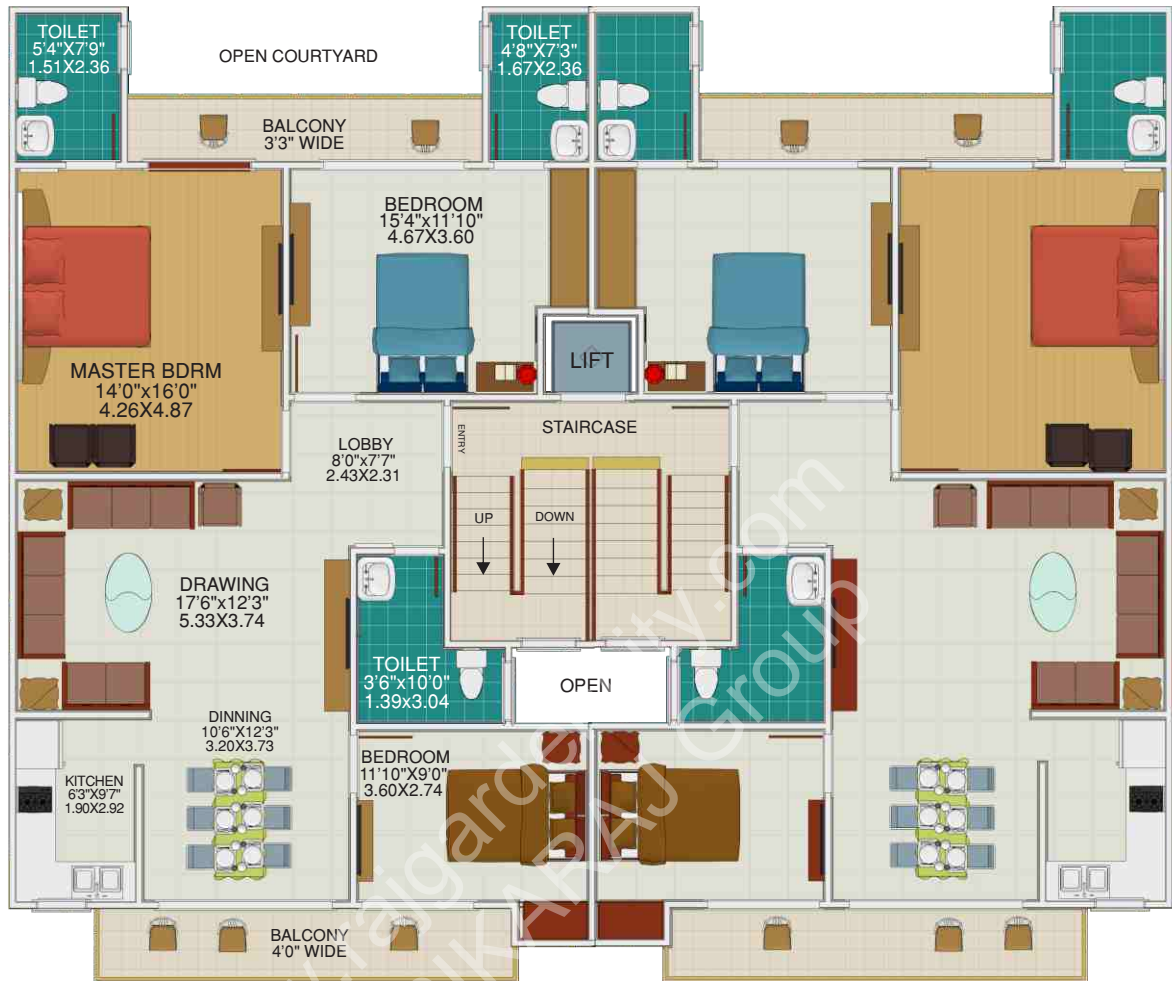 TOILET
5'4"X7'9"
1.51X2.36
OPEN COURTYARD
TOILET
4'8"X7'3"
1.67X2.36
BALCONY
3'3" WIDE
BEDROOM
15'4"x11'10"
4.67X3.60
MASTER BDRM
14'0"x16'0"
4.26X4.87
LIFT
LOBBY
8'0"x7'7"
2.43X2.31
ENTRY
STAIRCASE
UP
DOWN
DRAWING
17'6"x12'3"
5.33X3.74
TOILET
3'6"x10'0"
1.39x3.04
OPEN
DINNING
10'6"X12'3"
3.20X3.73
KITCHEN
6'3"X9'7"
1.90X2.92
BEDROOM
11'10"X9'0"
3.60X2.74
BALCONY
4'0" WIDE
Group